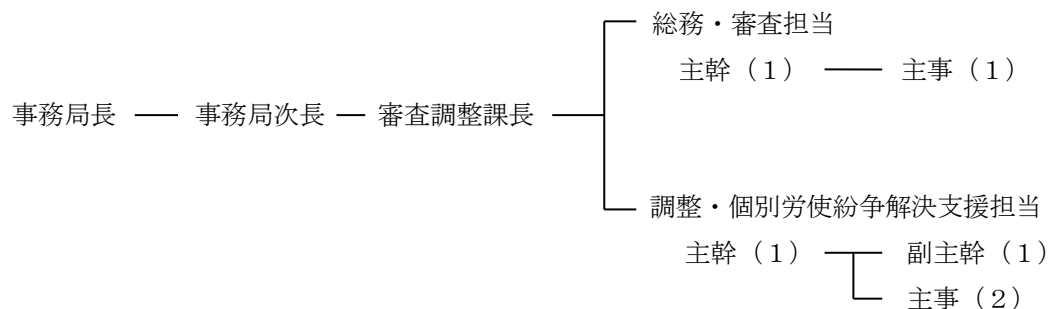 総務・審査担当
主幹（１） 主事（１）
事務局長 事務局次長 審査調整課長
調整・個別労使紛争解決支援担当
主幹（１） 副主幹（１）
主事（２）